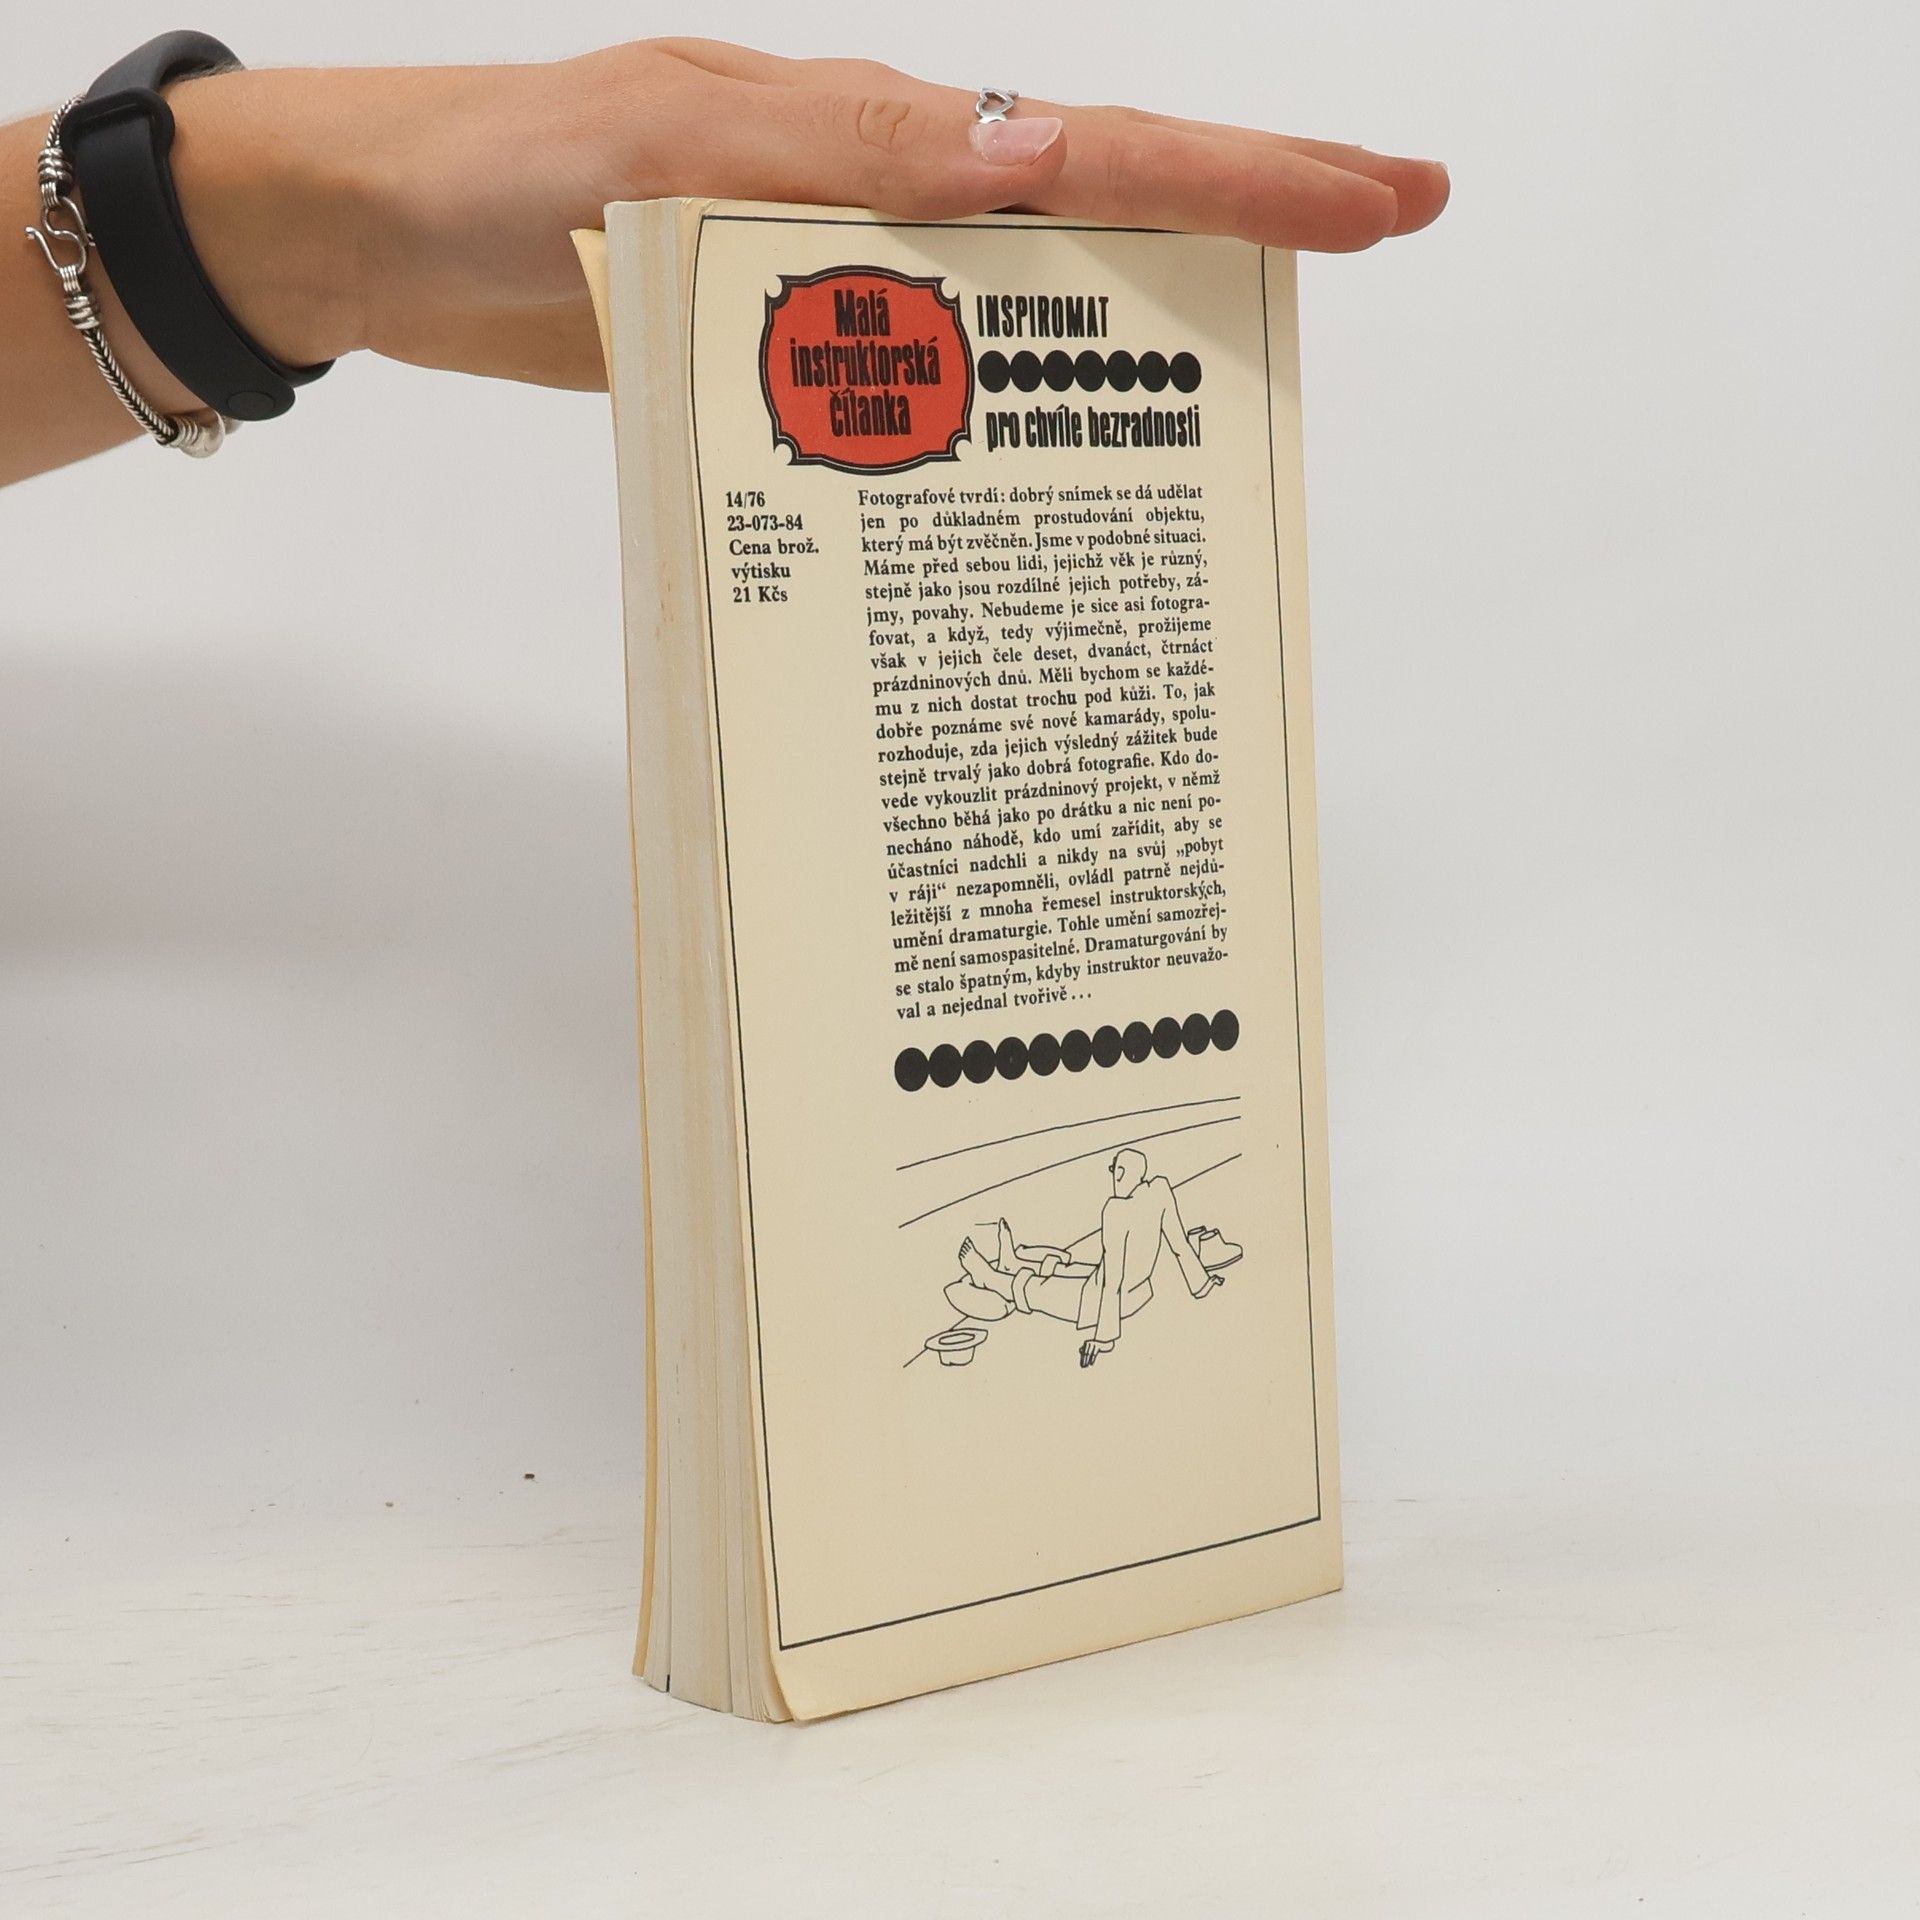 Malá
instruktorská
čítanka
INSPIROMAT
pro chvíle bezradnosti
14/76
23-073-84
Cena brož.
výtisku
21 Kčs
Fotografové tvrdí: dobrý snímek se dá udělat
jen po důkladném prostudování objektu,
který má být zvěčněn. Jsme v podobné situaci.
Máme před sebou lidi, jejichž věk je různý,
stejně jako jsou rozdílné jejich potřeby, zá-
jmy, povahy. Nebudeme je sice asi fotogra-
fovat, a když, tedy výjimečně, prožijeme
však v jejich čele deset, dvanáct, čtrnáct
prázdninových dnů. Měli bychom se každé-
mu z nich dostat trochu pod kůži. To, jak
dobře poznáme své nové kamarády, spolu-
rozhoduje, zda jejich výsledný zážitek bude
stejně trvalý jako dobrá fotografie. Kdo do-
vede vykouzlit prázdninový projekt, v němž
všechno běhá jako po drátku a nic není po-
necháno náhodě, kdo umí zařídit, aby se
účastníci nadchli a nikdy na svůj „pobyt
v ráji“ nezapomněli, ovládl patrně nejdů-
ležitější z mnoha řemesel instruktorských,
umění dramaturgie. Tohle umění samozřej-
mě není samospasitelné. Dramaturgování by
se stalo špatným, kdyby instruktor neuvažo-
val a nejednal tvořivě...